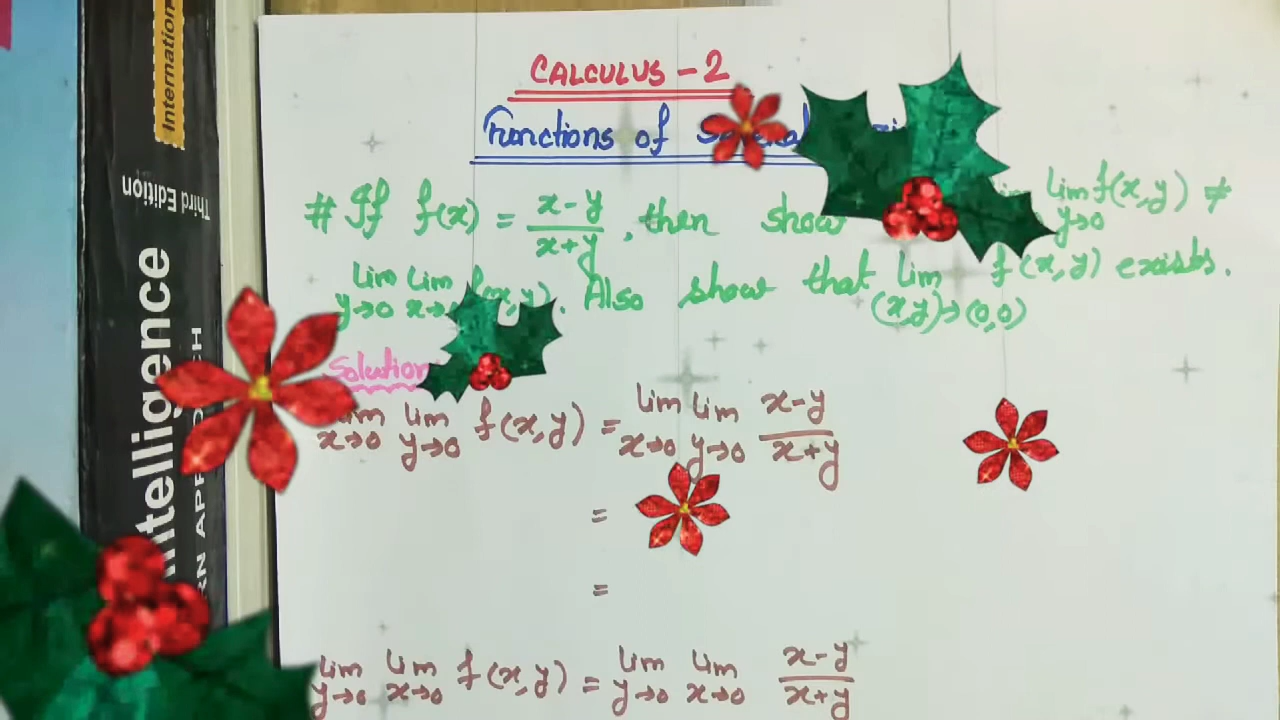 CALCULUS - 2
Functions of
# If f(x) = x-y / x+y , then show lim f(x,y) ≠
y→0
lim lim f(x,y). Also show that lim f(x,y) exists.
y→0 x→ (x,y)→(0,0)
Solution
lim lim f(x,y) = lim lim x-y / x+y
x→0 y→0 x→0 y→0
=
=
lim lim f(x,y) = lim lim x-y / x+y
y→0 x→0 y→0 x→0
International
Third Edition
Intelligence